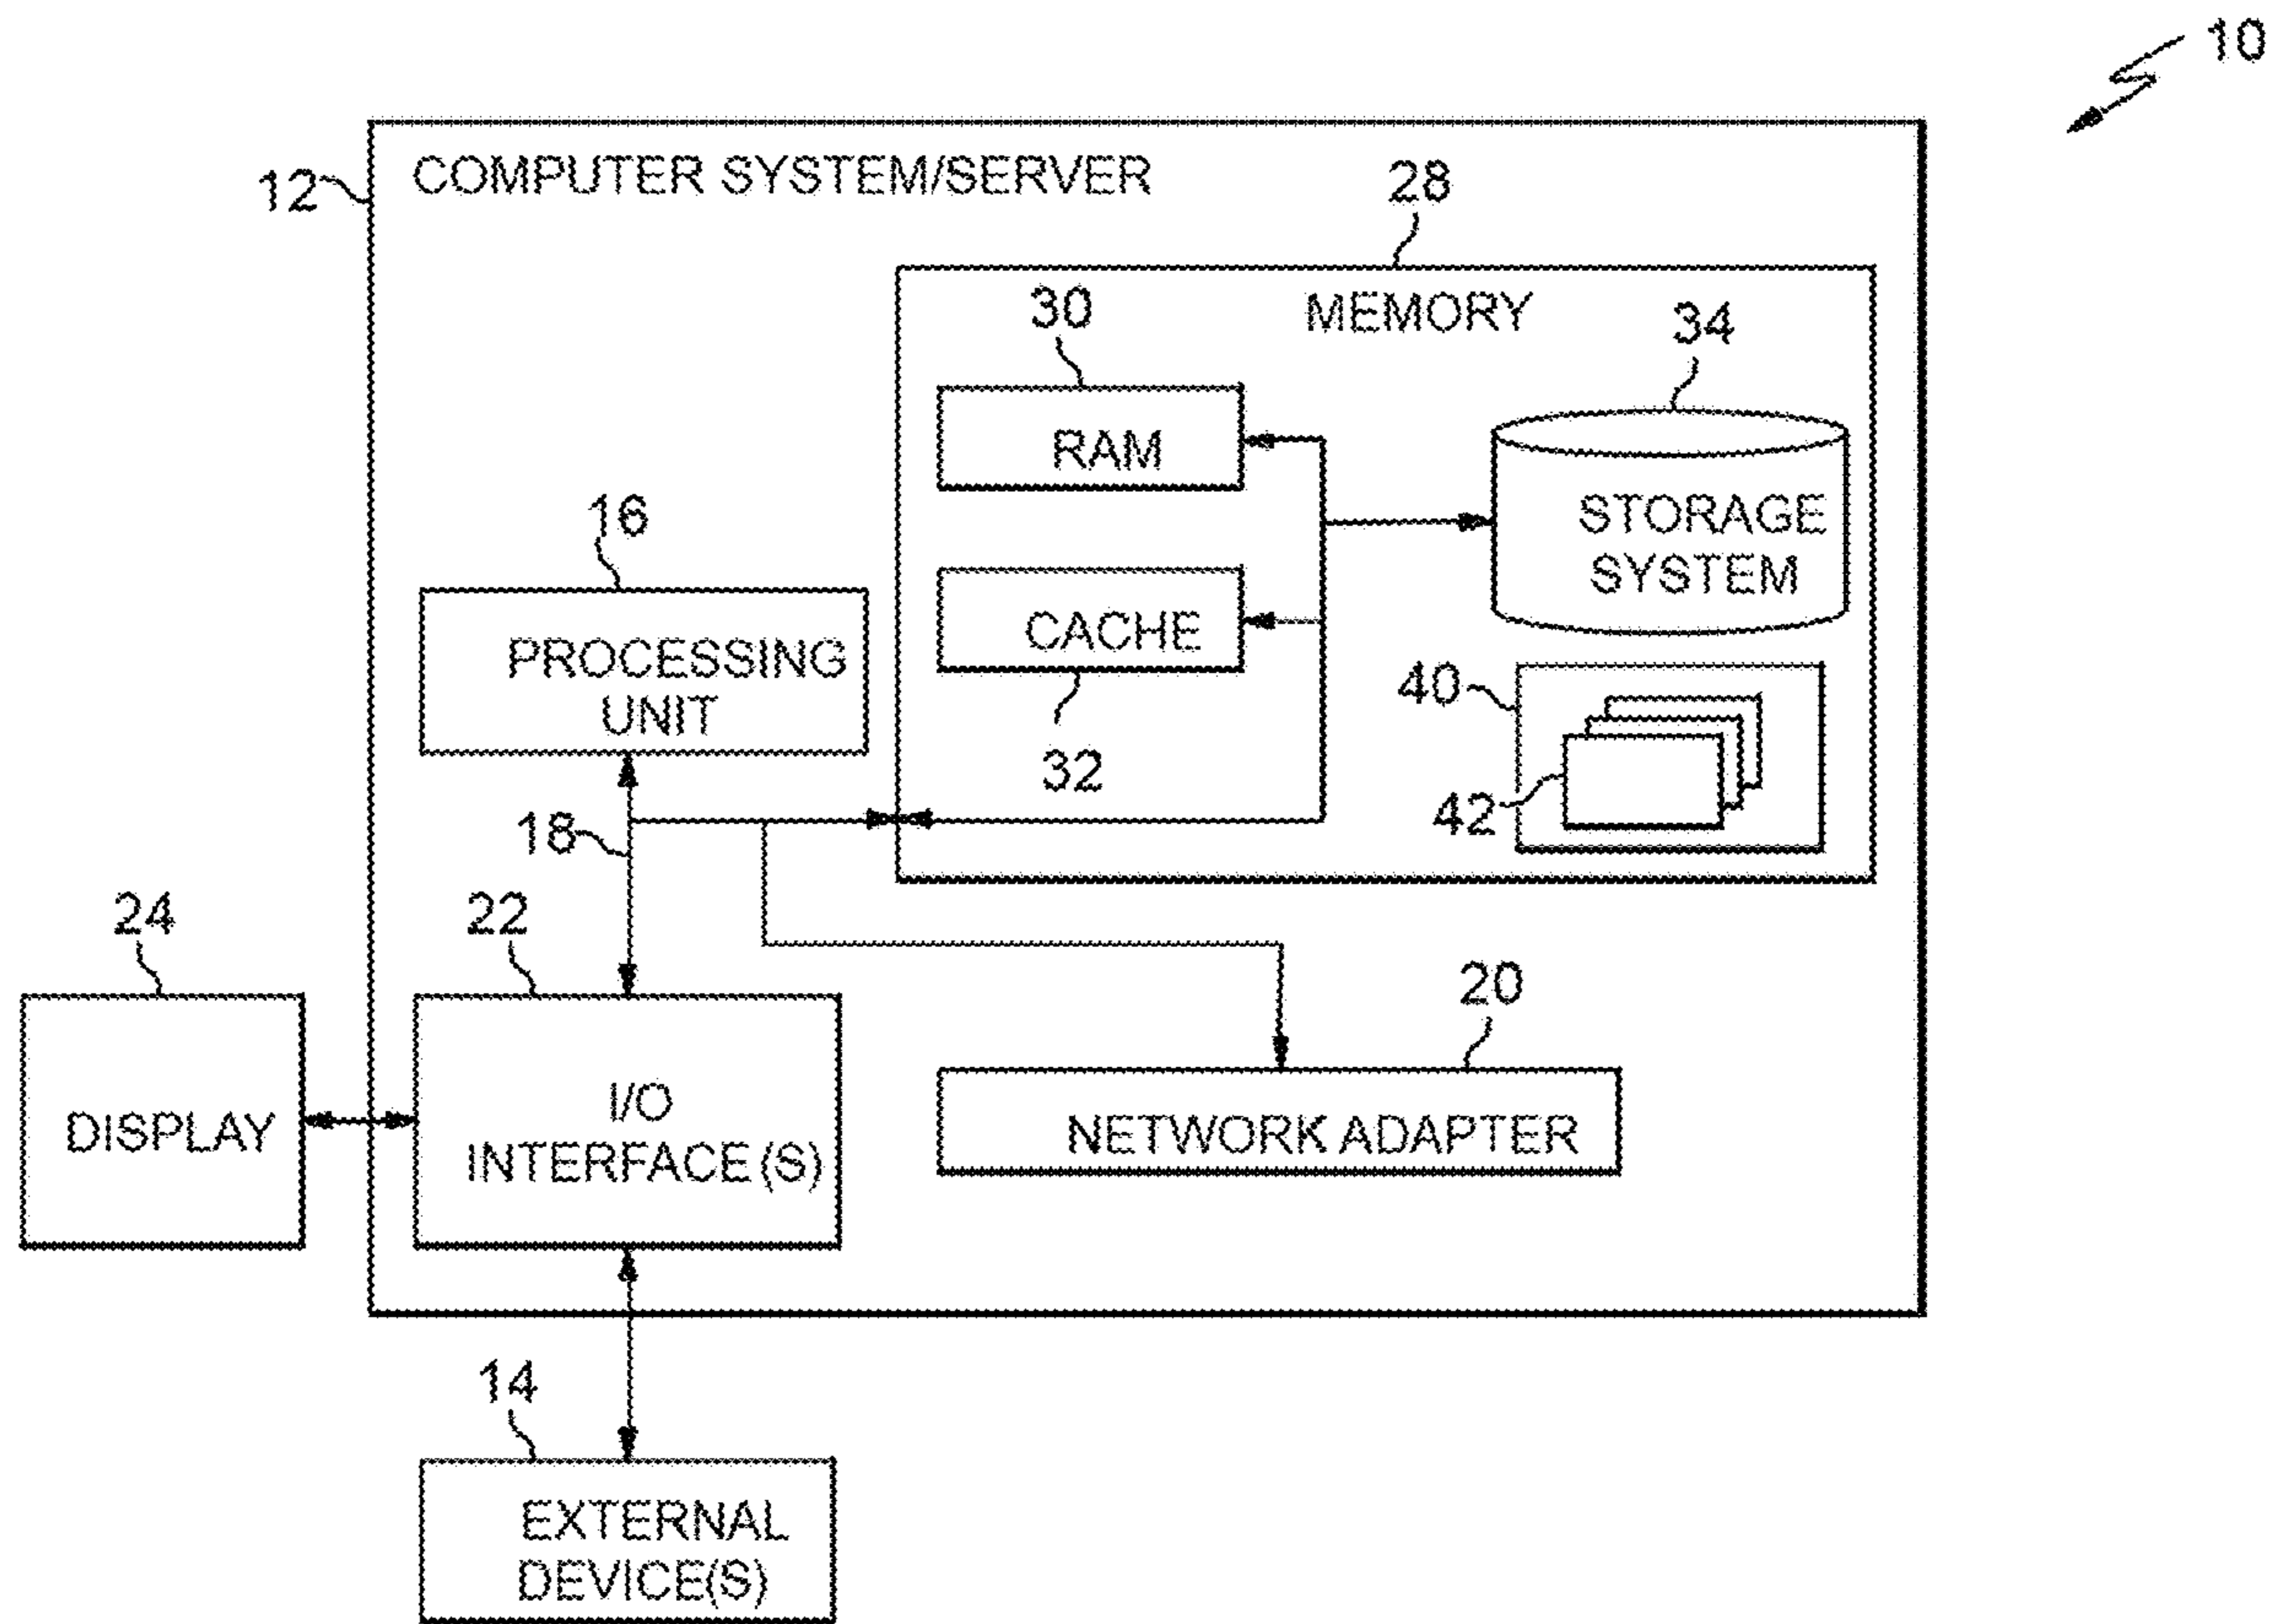 10
12
COMPUTER SYSTEM/SERVER
28
MEMORY
30
34
RAM
STORAGE
SYSTEM
16
PROCESSING
UNIT
CACHE
32
40
42
18
24
22
20
DISPLAY
I/O
INTERFACE(S)
NETWORK ADAPTER
14
EXTERNAL
DEVICE(S)